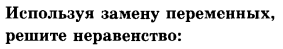 Используя замену переменных,
решите неравенство: